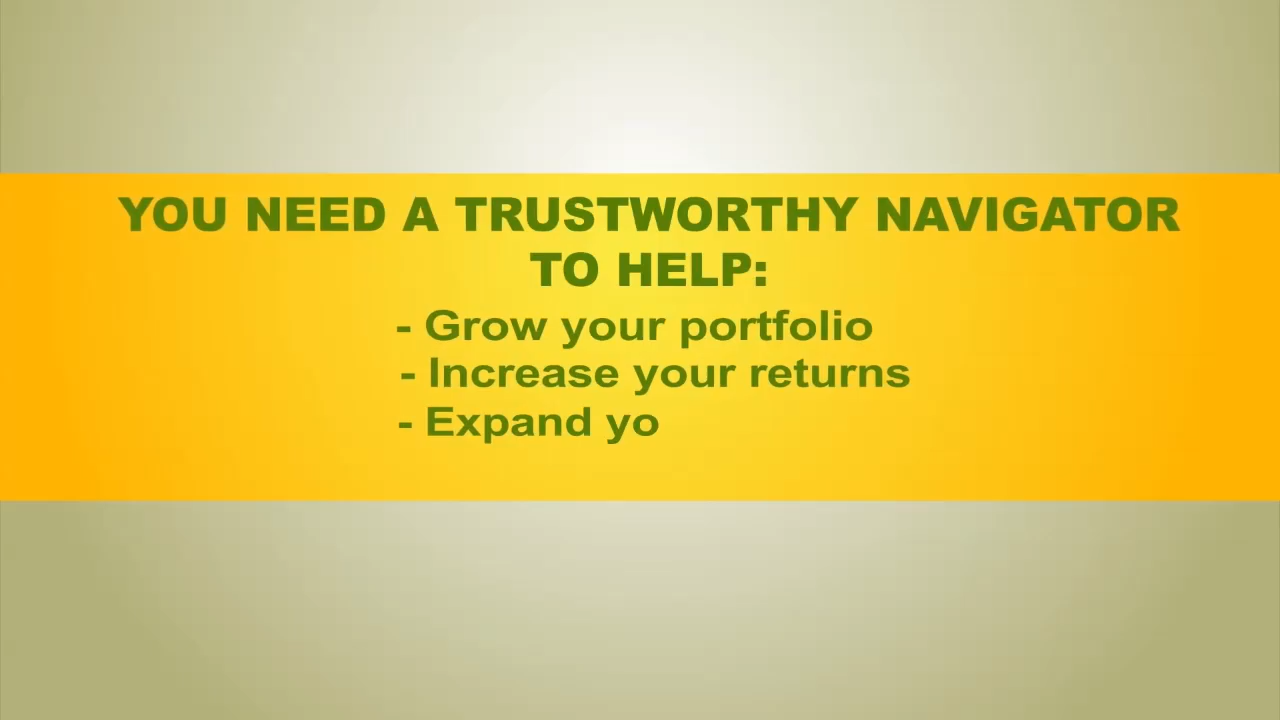 YOU NEED A TRUSTWORTHY NAVIGATOR
TO HELP:
- Grow your portfolio
- Increase your returns
- Expand yo